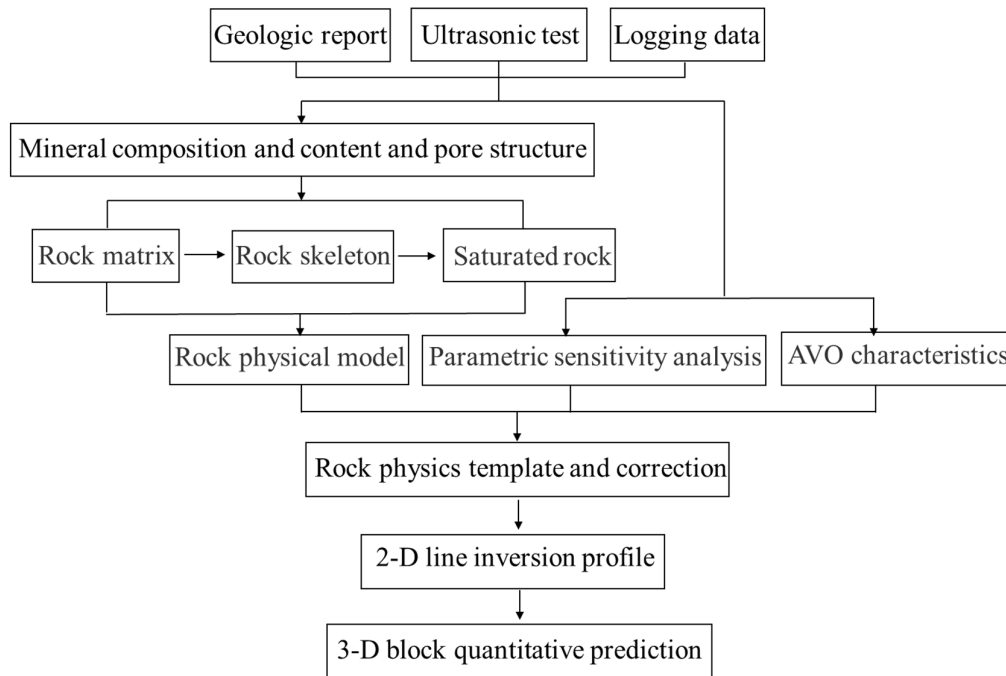 Geologic report
Ultrasonic test
Logging data
Mineral composition and content and pore structure
Rock matrix
Rock skeleton
Saturated rock
Rock physical model
Parametric sensitivity analysis
AVO characteristics
Rock physics template and correction
2-D line inversion profile
3-D block quantitative prediction